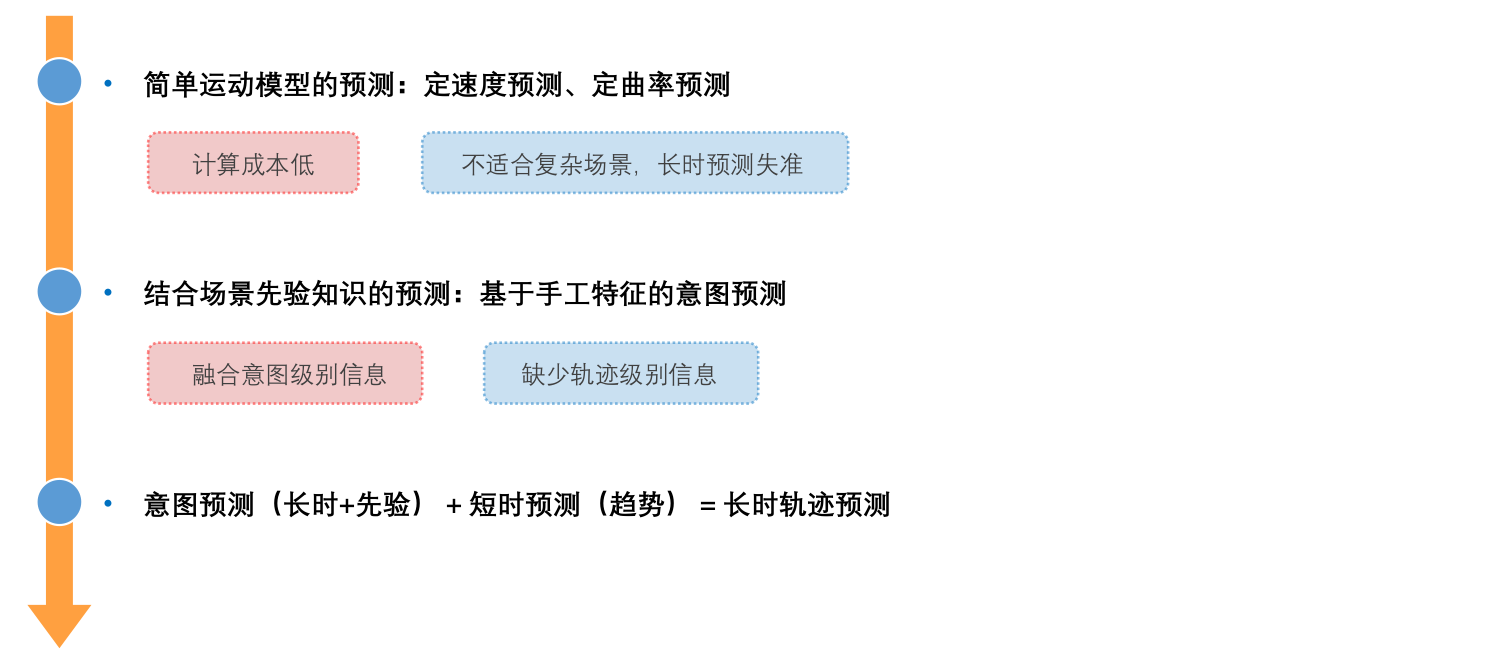 • 简单运动模型的预测：定速度预测、定曲率预测
计算成本低
不适合复杂场景，长时预测失准
• 结合场景先验知识的预测：基于手工特征的意图预测
融合意图级别信息
缺少轨迹级别信息
• 意图预测（长时+先验） + 短时预测（趋势） = 长时轨迹预测